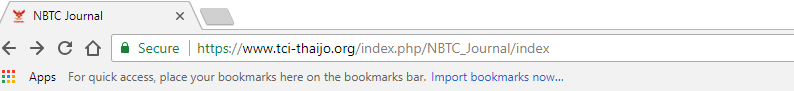 NBTC Journal
Secure https://www.tci-thaijo.org/index.php/NBTC_Journal/index
Apps For quick access, place your bookmarks here on the bookmarks bar. Import bookmarks now...